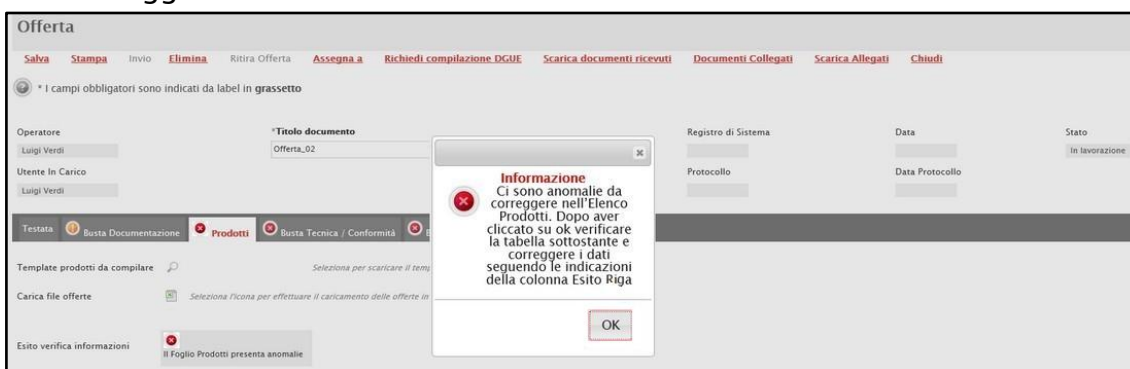 Offerta
Salva Stampa Invio Elimina Ritira Offerta Assegna a Richiedi compilazione DGUE Scarica documenti ricevuti Documenti Collegati Scarica Allegati Chiudi
* I campi obbligatori sono indicati da label in grassetto
Operatore *Titolo documento Registro di Sistema Data Stato
Luigi Verdi Offerta_02 In lavorazione
Utente In Carico Protocollo Data Protocollo
Luigi Verdi
Informazione
Ci sono anomalie da
correggere nell'Elenco
Prodotti. Dopo aver
cliccato su ok verificare
la tabella sottostante e
correggere i dati
seguendo le indicazioni
della colonna Esito Riga
OK
Testata Busta Documentazione Prodotti Busta Tecnica / Conformità
Template prodotti da compilare Seleziona per scaricare il
Carica file offerte Seleziona l'icona per effettuare il caricamento delle offerte in
Esito verifica informazioni
Il Foglio Prodotti presenta anomalie